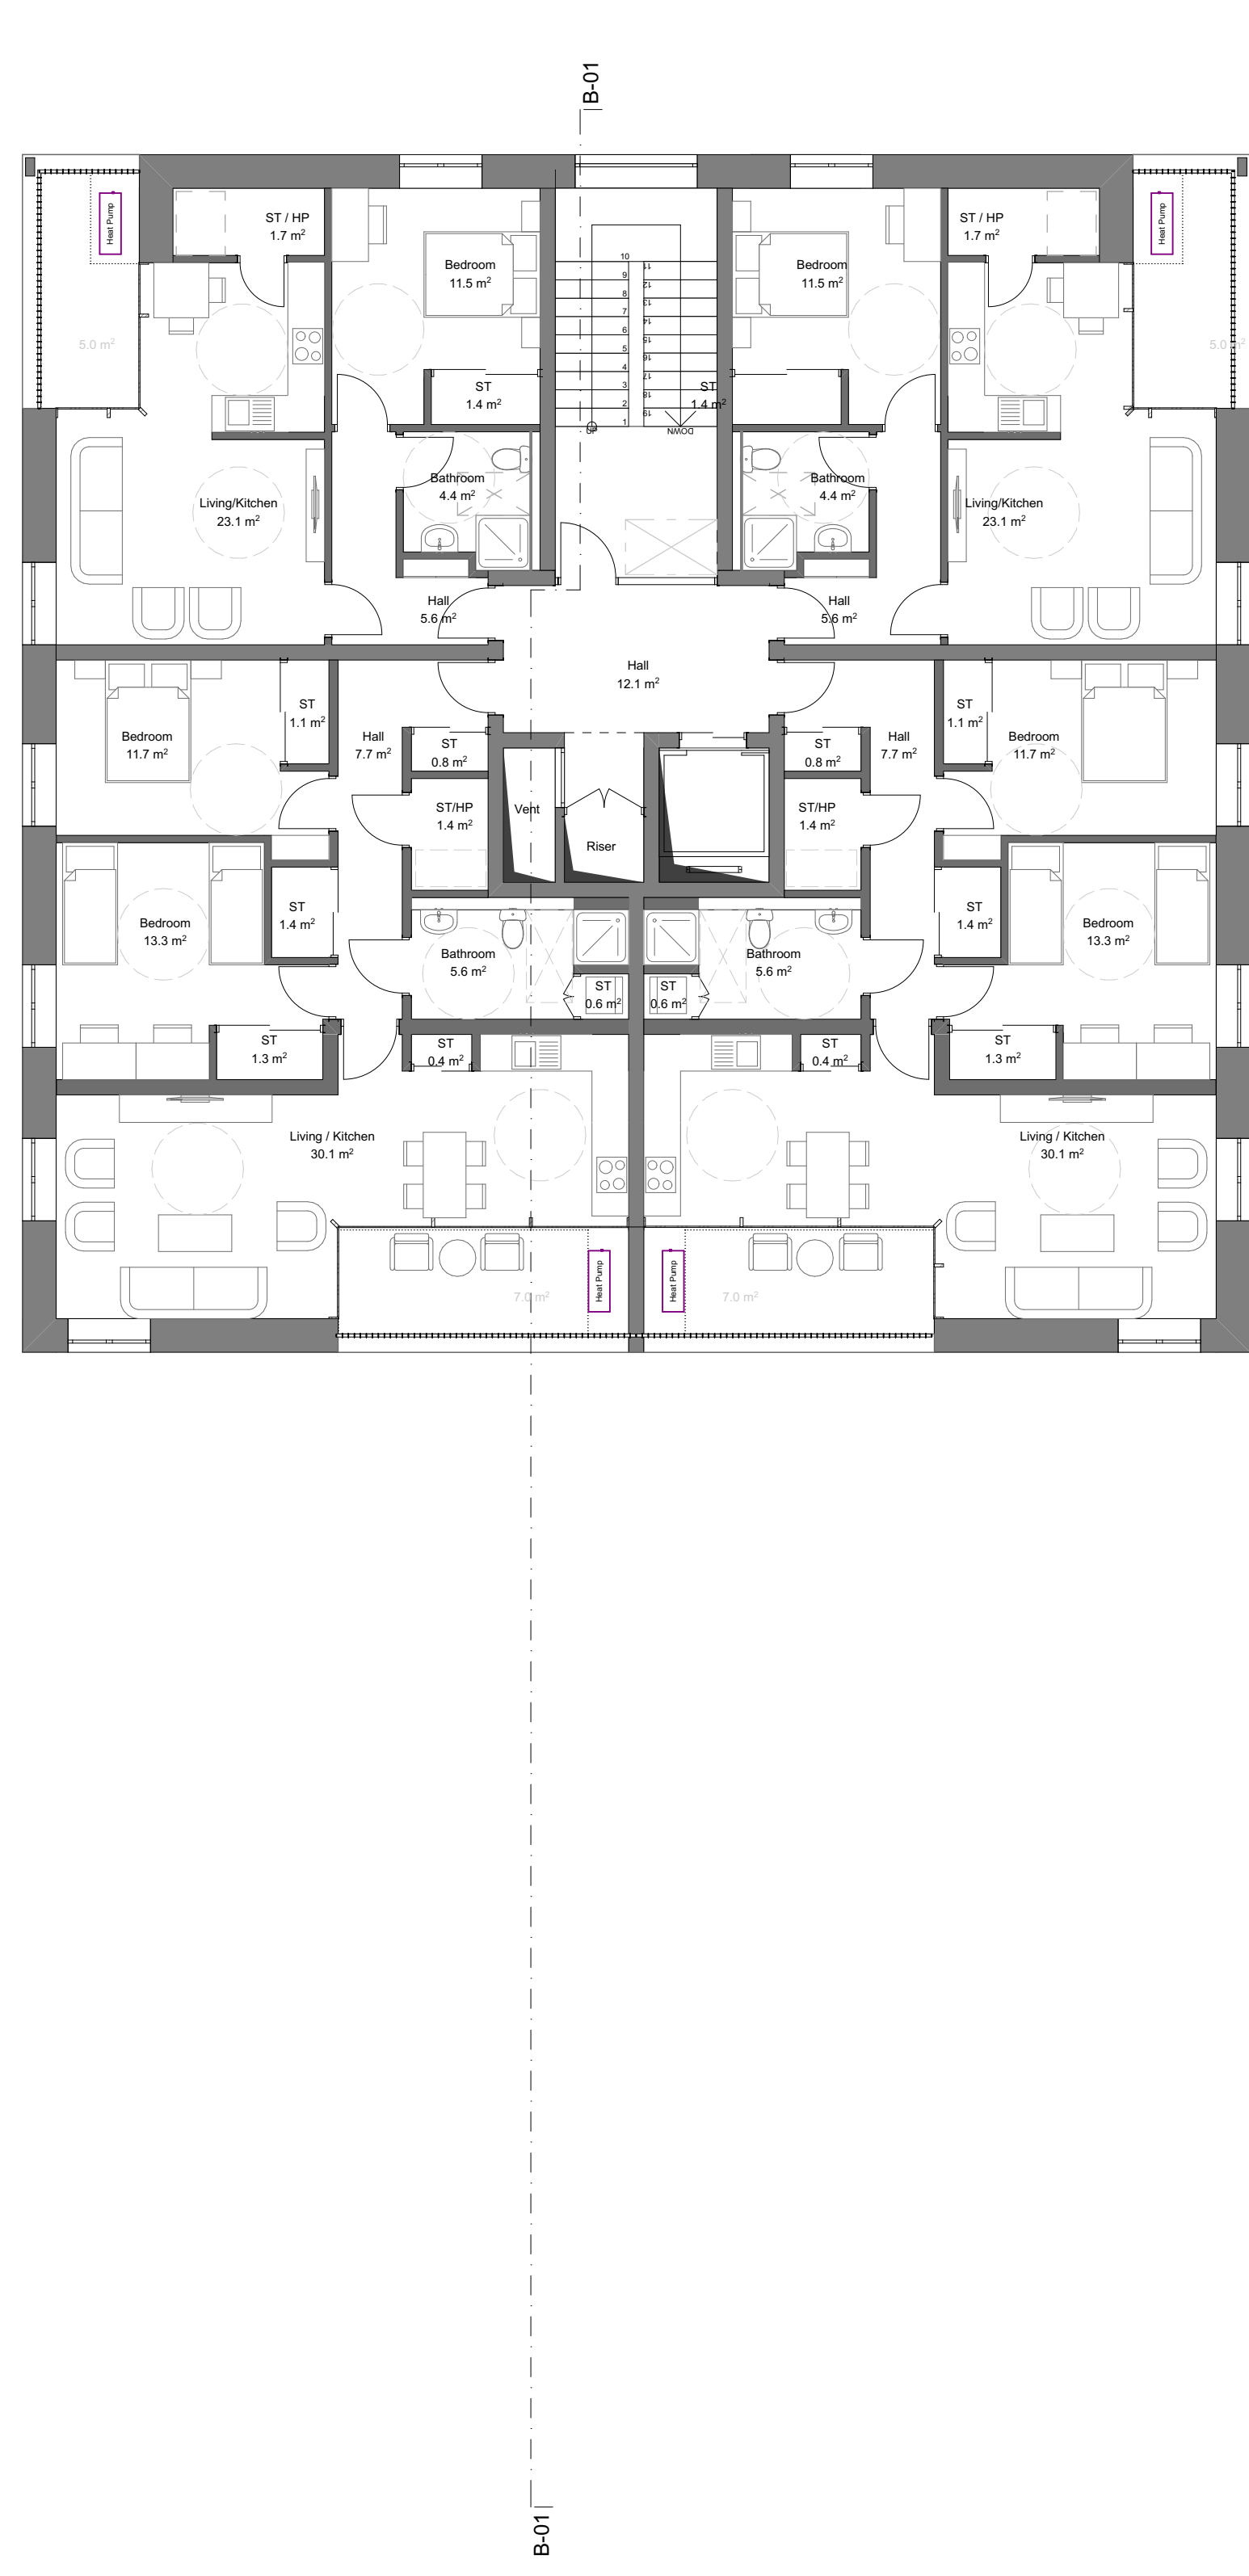 B-01
Heat Pump
ST / HP
1.7 m²
Bedroom
11.5 m²
10
9
8
7
6
5
4
3
2
1
11
12
13
14
15
16
17
18
19
UP
DOWN
Bedroom
11.5 m²
ST / HP
1.7 m²
Heat Pump
5.0 m²
5.0 m²
ST
1.4 m²
ST
1.4 m²
Living/Kitchen
23.1 m²
Bathroom
4.4 m²
Bathroom
4.4 m²
Living/Kitchen
23.1 m²
Hall
5.6 m²
Hall
5.6 m²
Hall
12.1 m²
Bedroom
11.7 m²
ST
1.1 m²
Hall
7.7 m²
ST
0.8 m²
ST
0.8 m²
Hall
7.7 m²
ST
1.1 m²
Bedroom
11.7 m²
ST/HP
1.4 m²
Vent
Riser
ST/HP
1.4 m²
Bedroom
13.3 m²
ST
1.4 m²
Bathroom
5.6 m²
Bathroom
5.6 m²
ST
1.4 m²
Bedroom
13.3 m²
ST
0.6 m²
ST
0.6 m²
ST
1.3 m²
ST
0.4 m²
ST
0.4 m²
ST
1.3 m²
Living / Kitchen
30.1 m²
Living / Kitchen
30.1 m²
7.0 m²
Heat Pump
Heat Pump
7.0 m²
B-01